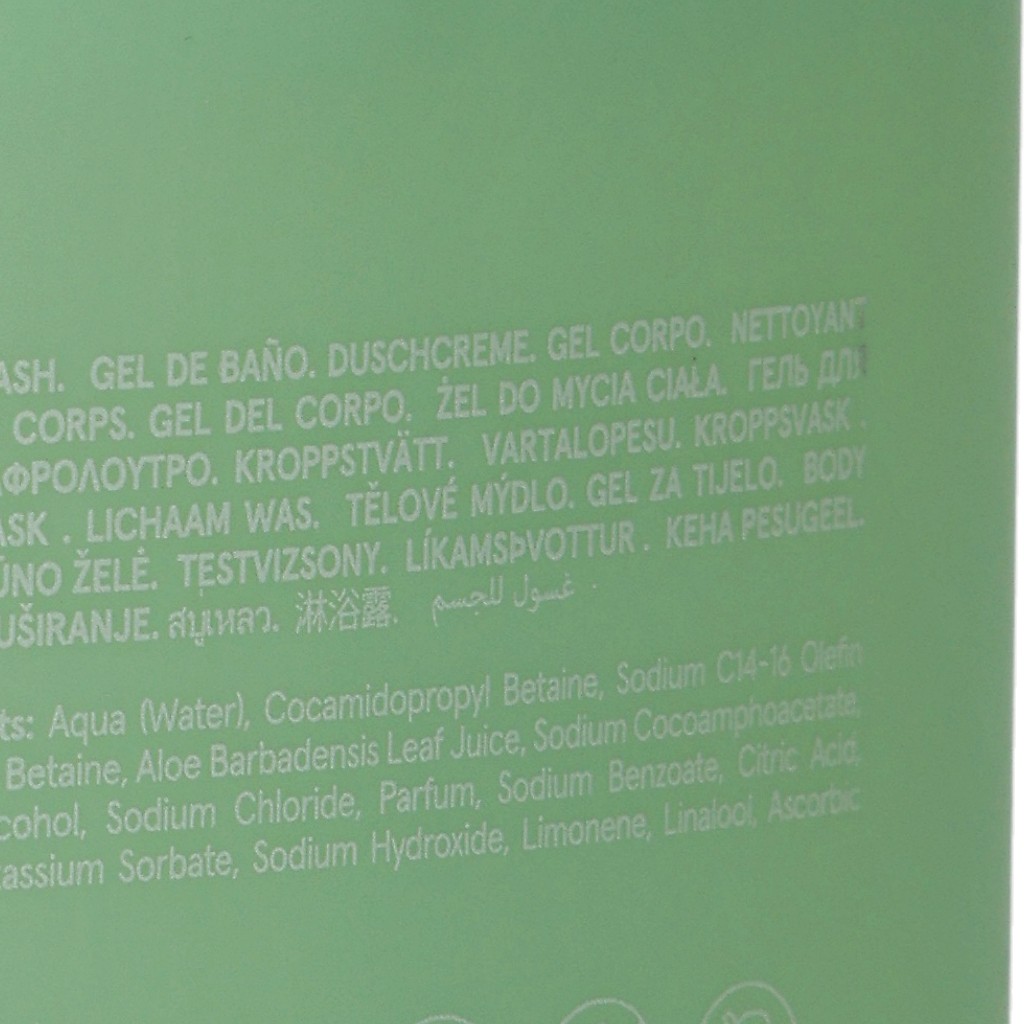 ASH. GEL DE BAÑO. DUSCHCREME. GEL CORPO. NETTOYANT
CORPS. GEL DEL CORPO. ŻEL DO MYCIA CIAŁA. ГЕЛЬ ДЛЯ
ΑΦΡΟΛΟΥΤΡΟ. KROPPSTVÄTT. VARTALOPESU. KROPPSVASK .
ASK . LICHAAM WAS. TĚLOVÉ MÝDLO. GEL ZA TIJELO. BODY
ŪNO ŽELĖ. TESTVIZSONY. LÍKAMSÞVOTTUR . KEHA PESUGEEL.
UŠIRANJE. สบู่เหลว. 淋浴露. غسول للجسم .
ts: Aqua (Water), Cocamidopropyl Betaine, Sodium C14-16 Olefin
Betaine, Aloe Barbadensis Leaf Juice, Sodium Cocoamphoacetate,
cohol, Sodium Chloride, Parfum, Sodium Benzoate, Citric Acid,
tassium Sorbate, Sodium Hydroxide, Limonene, Linalool, Ascorbic